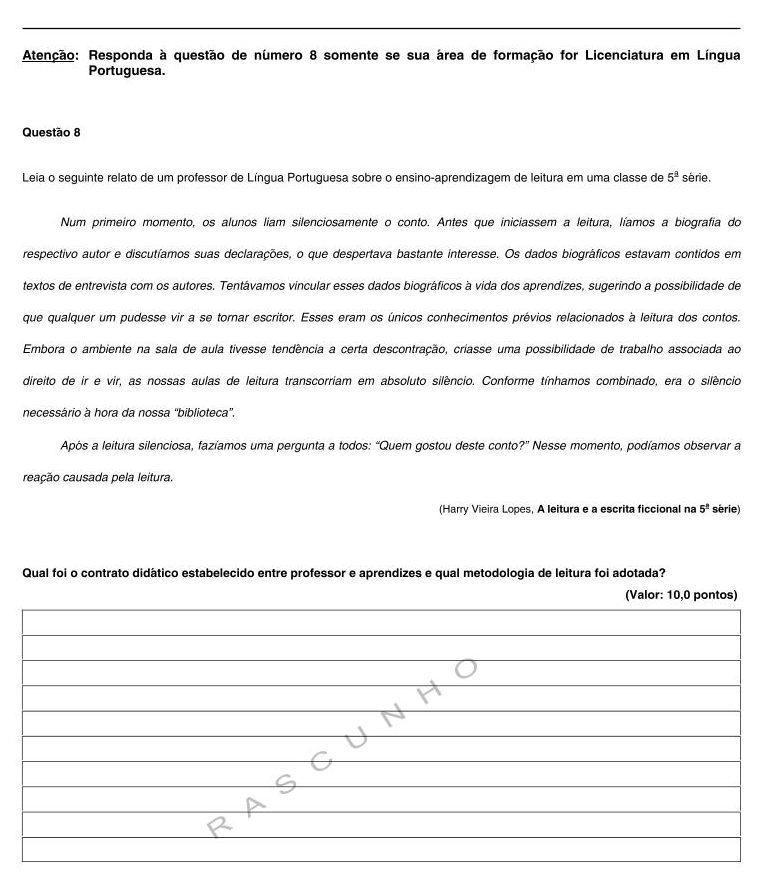 Atenção: Responda à questão de número 8 somente se sua área de formação for Licenciatura em Língua
Portuguesa.
Questão 8
Leia o seguinte relato de um professor de Língua Portuguesa sobre o ensino-aprendizagem de leitura em uma classe de 5ª série.
Num primeiro momento, os alunos liam silenciosamente o conto. Antes que iniciassem a leitura, líamos a biografia do
respectivo autor e discutíamos suas declarações, o que despertava bastante interesse. Os dados biográficos estavam contidos em
textos de entrevista com os autores. Tentávamos vincular esses dados biográficos à vida dos aprendizes, sugerindo a possibilidade de
que qualquer um pudesse vir a se tornar escritor. Esses eram os únicos conhecimentos prévios relacionados à leitura dos contos.
Embora o ambiente na sala de aula tivesse tendência a certa descontração, criasse uma possibilidade de trabalho associada ao
direito de ir e vir, as nossas aulas de leitura transcorriam em absoluto silêncio. Conforme tínhamos combinado, era o silêncio
necessário à hora da nossa “biblioteca”.
Após a leitura silenciosa, fazíamos uma pergunta a todos: “Quem gostou deste conto?” Nesse momento, podíamos observar a
reação causada pela leitura.
(Harry Vieira Lopes, A leitura e a escrita ficcional na 5ª série)
Qual foi o contrato didático estabelecido entre professor e aprendizes e qual metodologia de leitura foi adotada?
(Valor: 10,0 pontos)
RASCUNHO